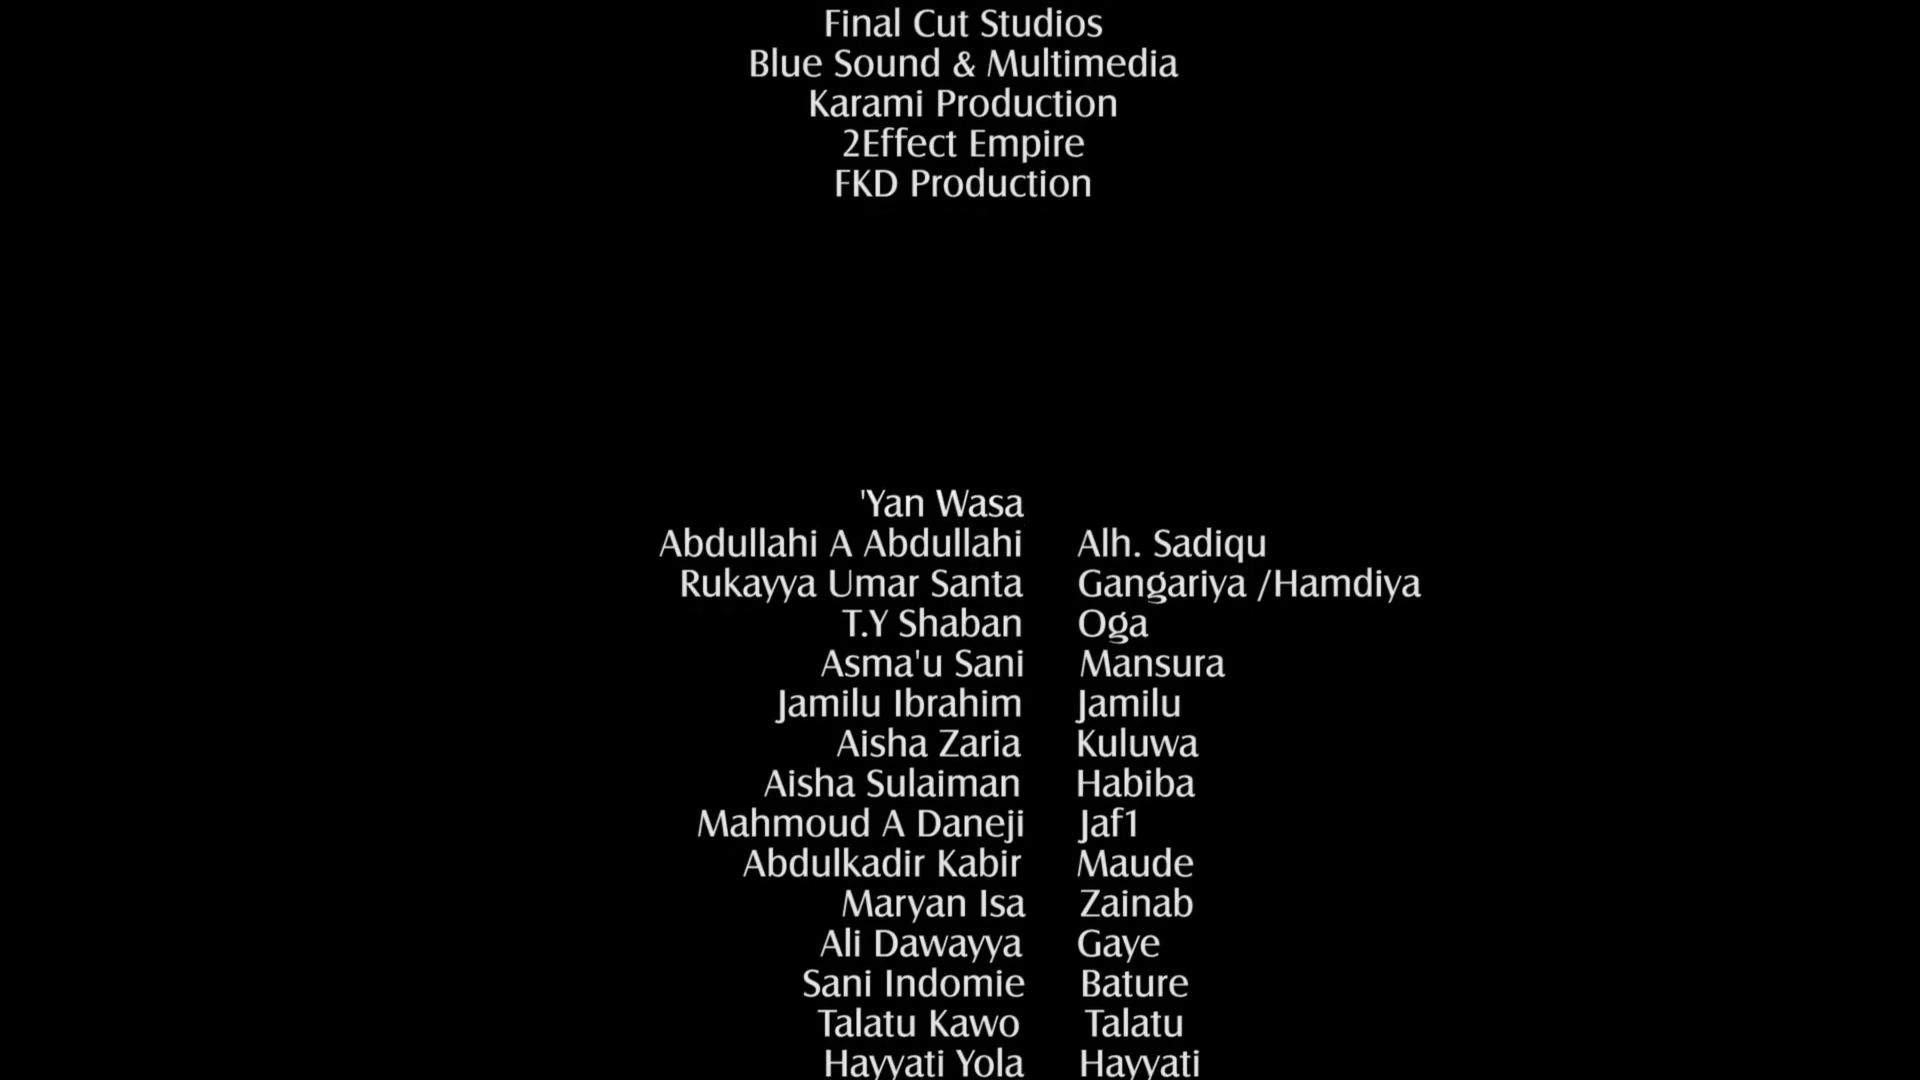 Final Cut Studios
Blue Sound & Multimedia
Karami Production
2Effect Empire
FKD Production
'Yan Wasa
Abdullahi A Abdullahi Alh. Sadiqu
Rukayya Umar Santa Gangariya /Hamdiya
T.Y Shaban Oga
Asma'u Sani Mansura
Jamilu Ibrahim Jamilu
Aisha Zaria Kuluwa
Aisha Sulaiman Habiba
Mahmoud A Daneji Jaf1
Abdulkadir Kabir Maude
Maryan Isa Zainab
Ali Dawayya Gaye
Sani Indomie Bature
Talatu Kawo Talatu
Hayyati Yola Hayyati